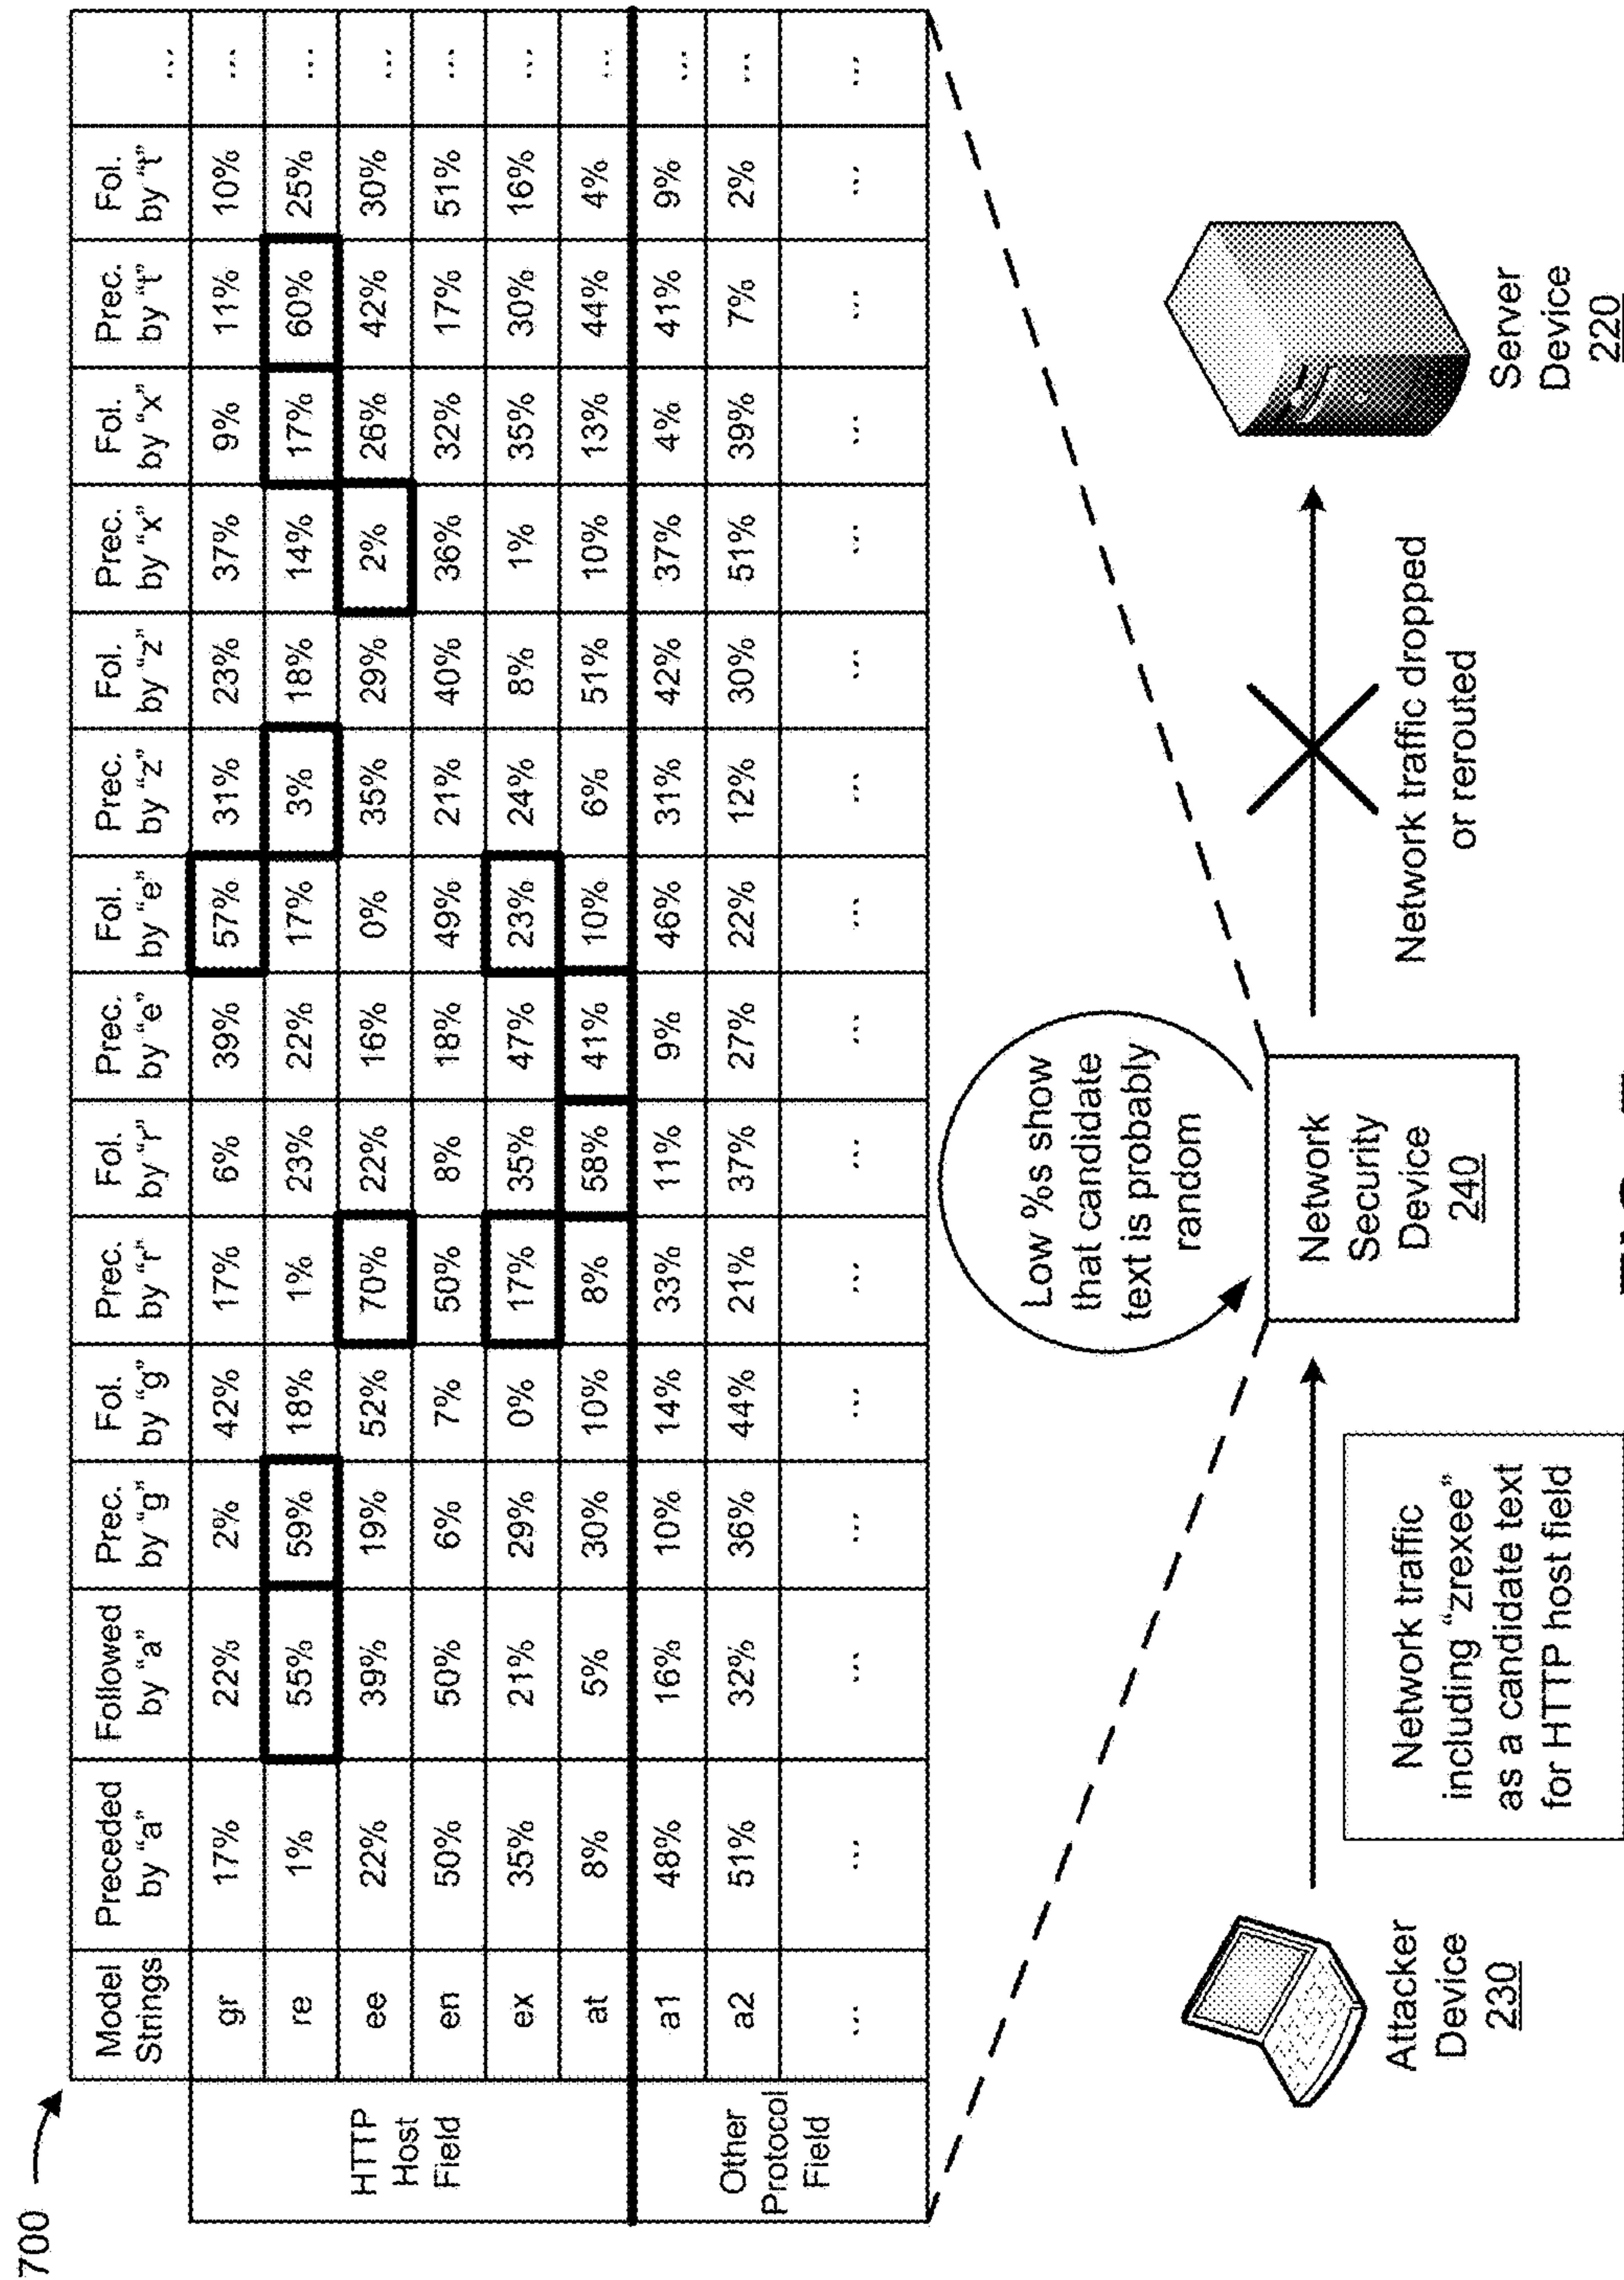 700
Model Strings | Preceded by "a" | Followed by "a" | Prec. by "g" | Fol. by "g" | Prec. by "r" | Fol. by "r" | Prec. by "e" | Fol. by "e" | Prec. by "z" | Fol. by "z" | Prec. by "x" | Fol. by "x" | Prec. by "t" | Fol. by "t" | ...
HTTP Host Field
gr | 17% | 22% | 2% | 42% | 17% | 6% | 39% | 57% | 31% | 23% | 37% | 9% | 11% | 10% | ...
re | 1% | 55% | 59% | 18% | 1% | 23% | 22% | 17% | 3% | 18% | 14% | 17% | 60% | 25% | ...
ee | 22% | 39% | 19% | 52% | 70% | 22% | 16% | 0% | 35% | 29% | 2% | 26% | 42% | 30% | ...
en | 50% | 50% | 6% | 7% | 50% | 8% | 18% | 49% | 21% | 40% | 36% | 32% | 17% | 51% | ...
ex | 35% | 21% | 29% | 0% | 17% | 35% | 47% | 23% | 24% | 8% | 1% | 35% | 30% | 16% | ...
at | 8% | 5% | 30% | 10% | 8% | 58% | 41% | 10% | 6% | 51% | 10% | 13% | 44% | 4% | ...
Other Protocol Field
a1 | 48% | 16% | 10% | 14% | 33% | 11% | 9% | 46% | 31% | 42% | 37% | 4% | 41% | 9% | ...
a2 | 51% | 32% | 36% | 44% | 21% | 37% | 27% | 22% | 12% | 30% | 51% | 39% | 7% | 2% | ...
... | ... | ... | ... | ... | ... | ... | ... | ... | ... | ... | ... | ... | ... | ... | ...
Low %s show
that candidate
text is probably
random
Attacker
Device
230
Network traffic
including "zrexee"
as a candidate text
for HTTP host field
Network
Security
Device
240
Network traffic dropped
or rerouted
Server
Device
220